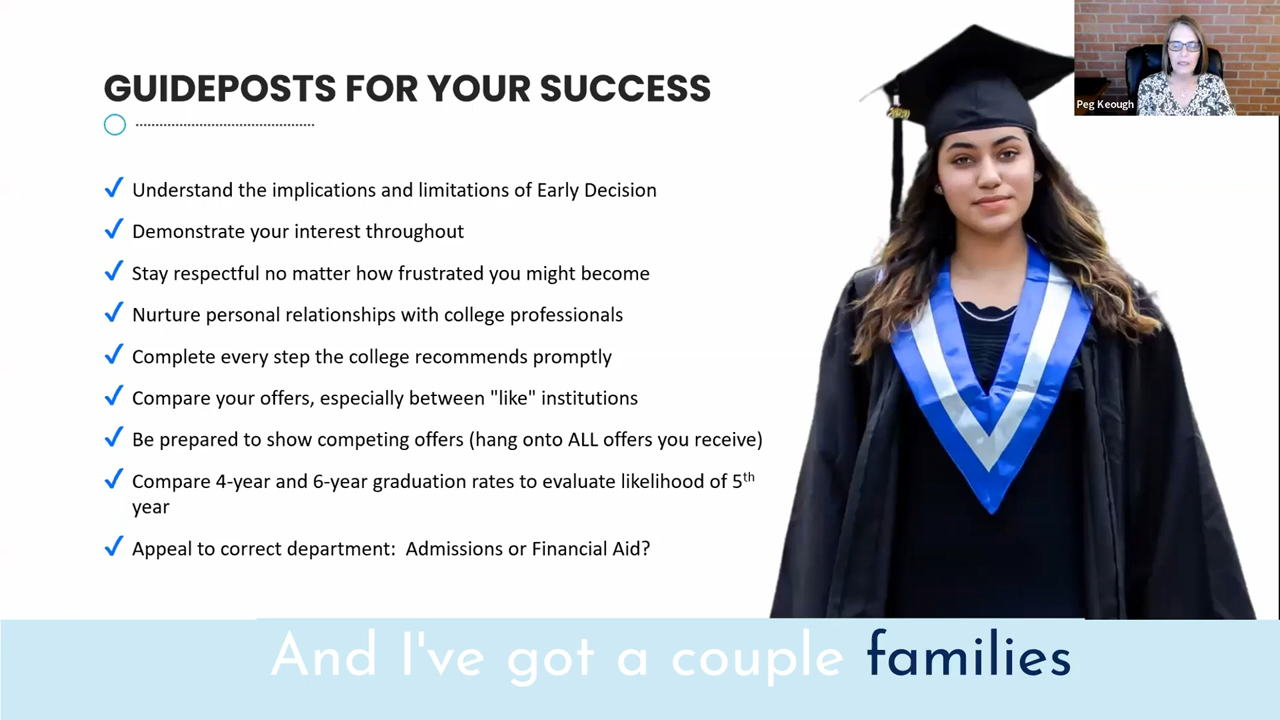 GUIDEPOSTS FOR YOUR SUCCESS
Peg Keough
✓ Understand the implications and limitations of Early Decision
✓ Demonstrate your interest throughout
✓ Stay respectful no matter how frustrated you might become
✓ Nurture personal relationships with college professionals
✓ Complete every step the college recommends promptly
✓ Compare your offers, especially between "like" institutions
✓ Be prepared to show competing offers (hang onto ALL offers you receive)
✓ Compare 4-year and 6-year graduation rates to evaluate likelihood of 5th
year
✓ Appeal to correct department:  Admissions or Financial Aid?
And I've got a couple families